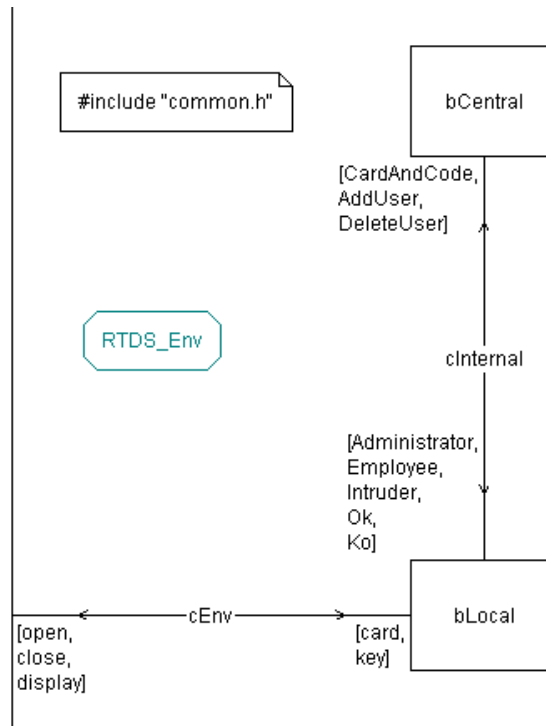 #include "common.h"
bCentral
[CardAndCode,
AddUser,
DeleteUser]
RTDS_Env
cInternal
[Administrator,
Employee,
Intruder,
Ok,
Ko]
cEnv
bLocal
[open,
close,
display]
[card,
key]